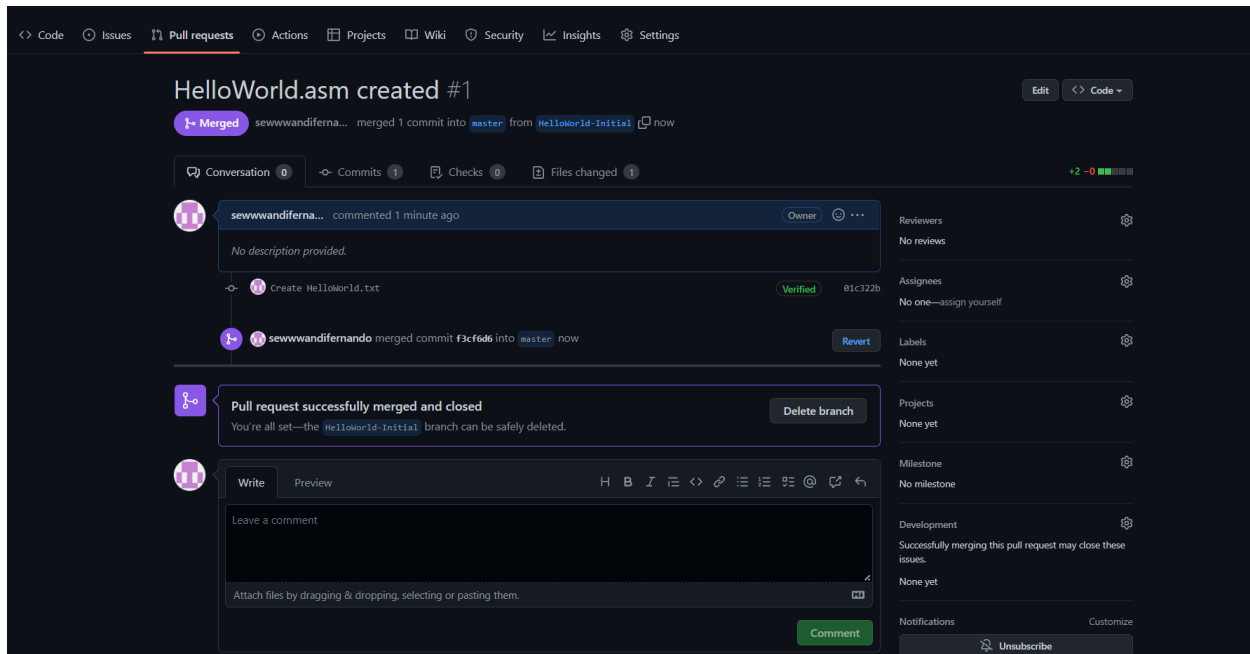 Code Issues Pull requests Actions Projects Wiki Security Insights Settings
HelloWorld.asm created #1
Edit Code
Merged sewwwandiferna... merged 1 commit into master from HelloWorld-Initial now
Conversation 0 Commits 1 Checks 0 Files changed 1 +2 −0
sewwwandiferna... commented 1 minute ago Owner ...
No description provided.
Create HelloWorld.txt Verified 01c322b
sewwwandifernando merged commit f3cf6d6 into master now Revert
Pull request successfully merged and closed
You're all set—the HelloWorld-Initial branch can be safely deleted.
Delete branch
Write Preview H B I @
Leave a comment
Attach files by dragging & dropping, selecting or pasting them.
Comment
Reviewers
No reviews
Assignees
No one—assign yourself
Labels
None yet
Projects
None yet
Milestone
No milestone
Development
Successfully merging this pull request may close these
issues.
None yet
Notifications Customize
Unsubscribe